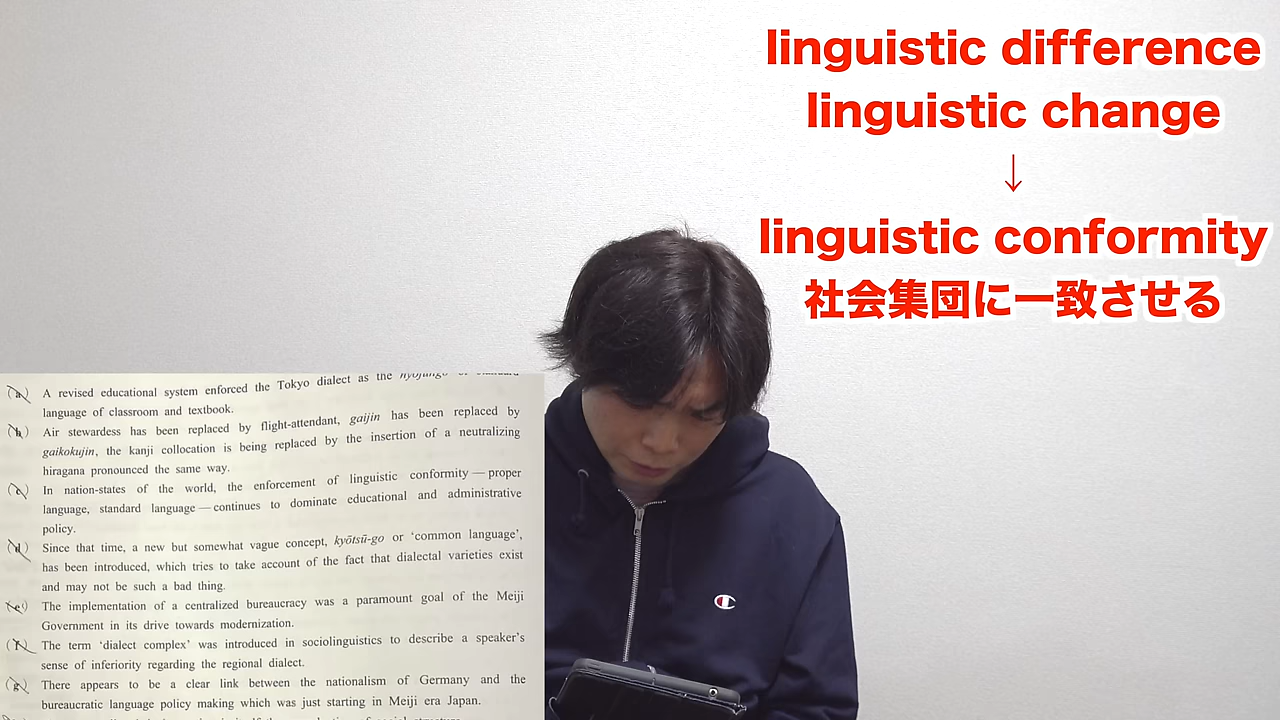 linguistic difference
linguistic change
↓
linguistic conformity
社会集団に一致させる
(a) A revised educational system enforced the Tokyo dialect as the hyōjungo or standard
language of classroom and textbook.
(b) Air stewardess has been replaced by flight-attendant, gaijin has been replaced by
gaikokujin, the kanji collocation is being replaced by the insertion of a neutralizing
hiragana pronounced the same way.
(c) In nation-states of the world, the enforcement of linguistic conformity — proper
language, standard language — continues to dominate educational and administrative
policy.
(d) Since that time, a new but somewhat vague concept, kyōtsū-go or ‘common language’,
has been introduced, which tries to take account of the fact that dialectal varieties exist
and may not be such a bad thing.
(e) The implementation of a centralized bureaucracy was a paramount goal of the Meiji
Government in its drive towards modernization.
(f) The term ‘dialect complex’ was introduced in sociolinguistics to describe a speaker’s
sense of inferiority regarding the regional dialect.
(g) There appears to be a clear link between the nationalism of Germany and the
bureaucratic language policy making which was just starting in Meiji era Japan.